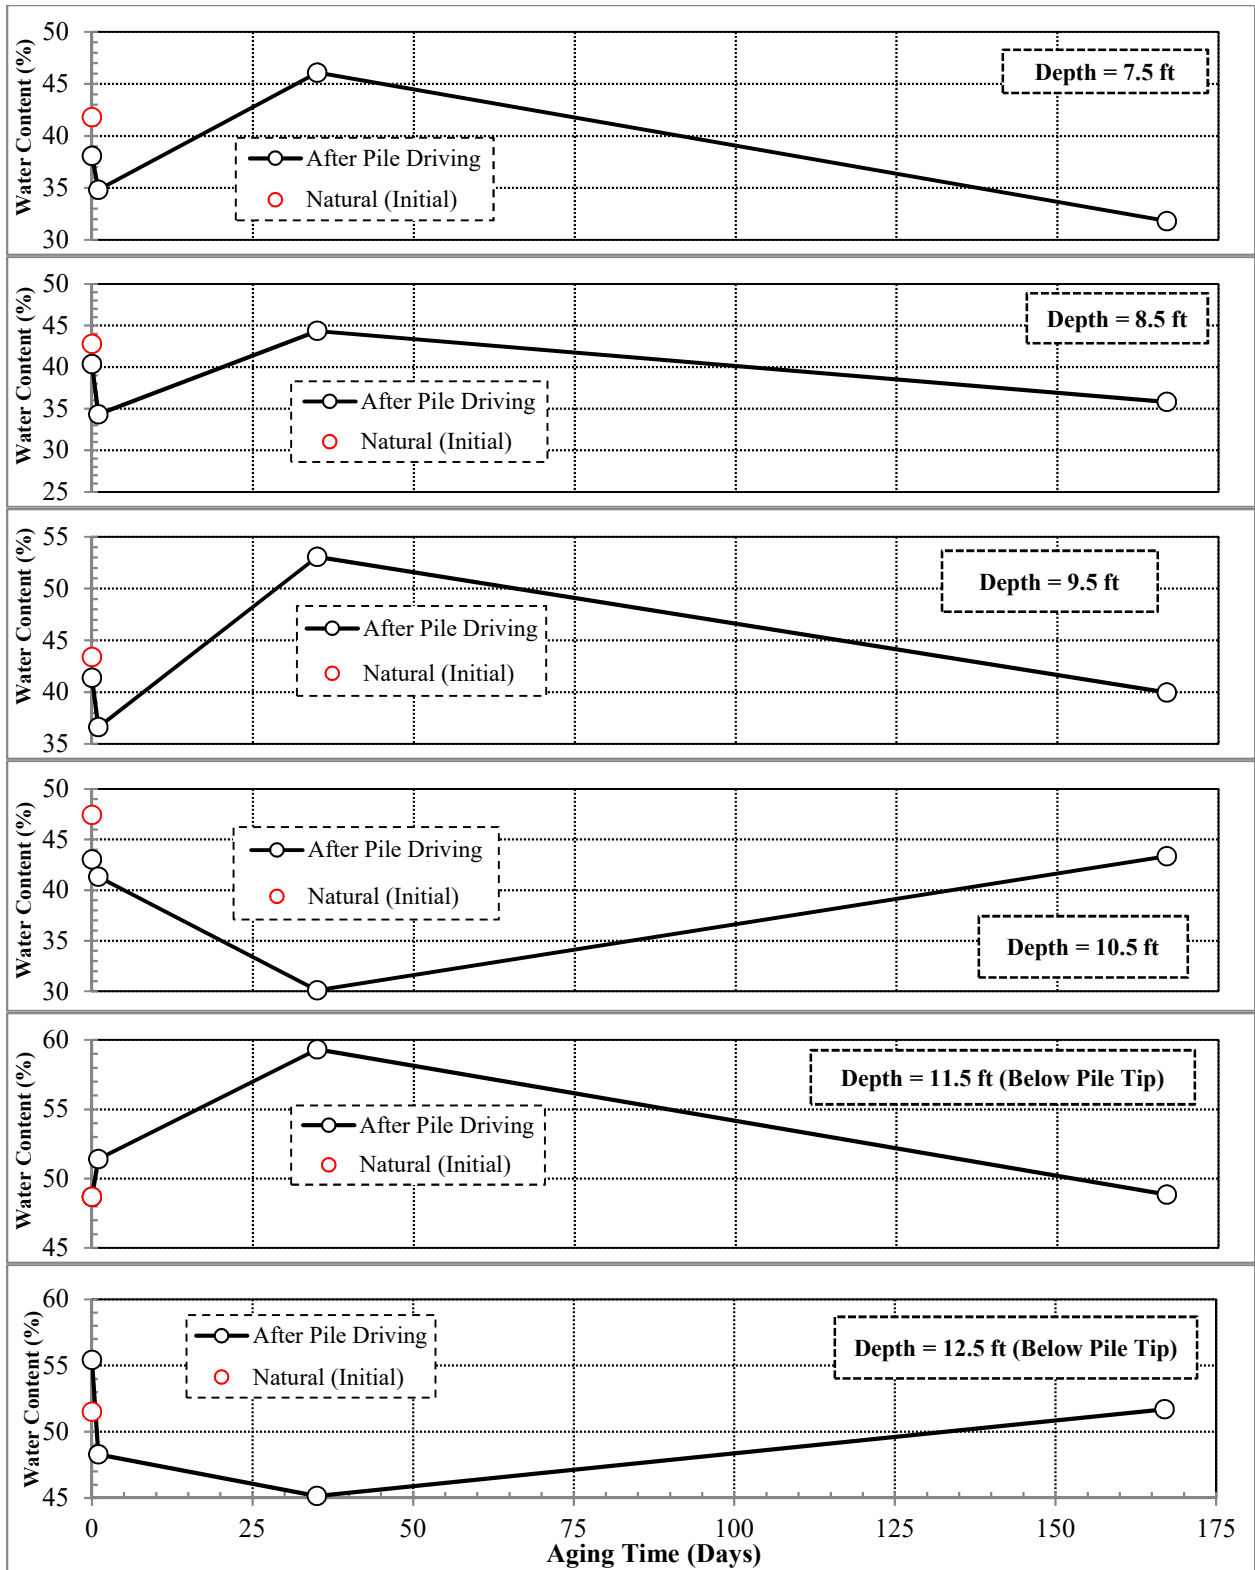 50
45
40
35
30
Water Content (%)
Depth = 7.5 ft
After Pile Driving
Natural (Initial)
50
45
40
35
30
25
Water Content (%)
Depth = 8.5 ft
After Pile Driving
Natural (Initial)
55
50
45
40
35
Water Content (%)
Depth = 9.5 ft
After Pile Driving
Natural (Initial)
50
45
40
35
30
Water Content (%)
After Pile Driving
Natural (Initial)
Depth = 10.5 ft
60
55
50
45
Water Content (%)
Depth = 11.5 ft (Below Pile Tip)
After Pile Driving
Natural (Initial)
60
55
50
45
Water Content (%)
After Pile Driving
Natural (Initial)
Depth = 12.5 ft (Below Pile Tip)
0 25 50 75 100 125 150 175
Aging Time (Days)